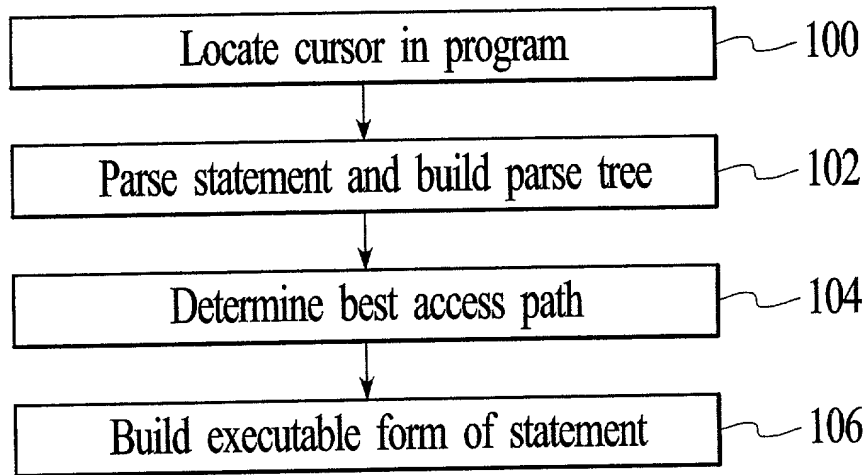 Locate cursor in program
100
Parse statement and build parse tree
102
Determine best access path
104
Build executable form of statement
106